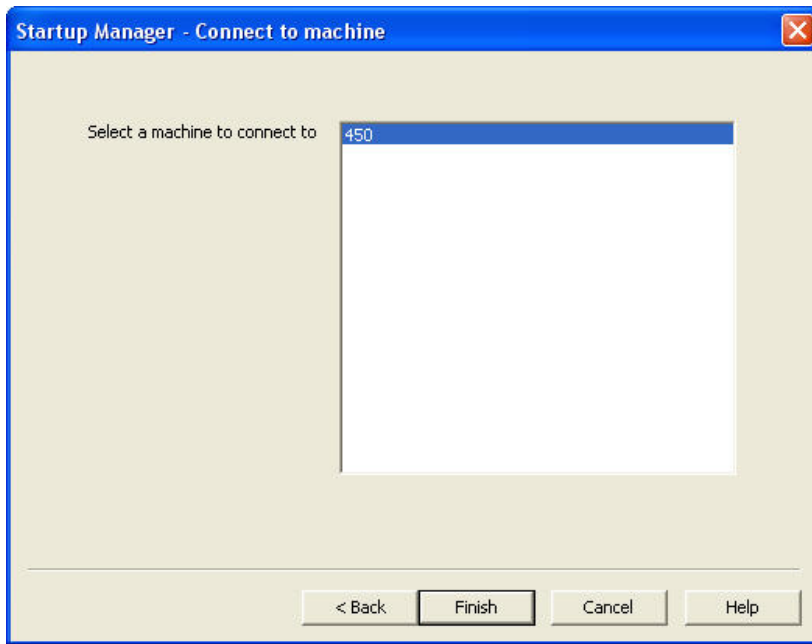 Startup Manager - Connect to machine
Select a machine to connect to
450
< Back
Finish
Cancel
Help